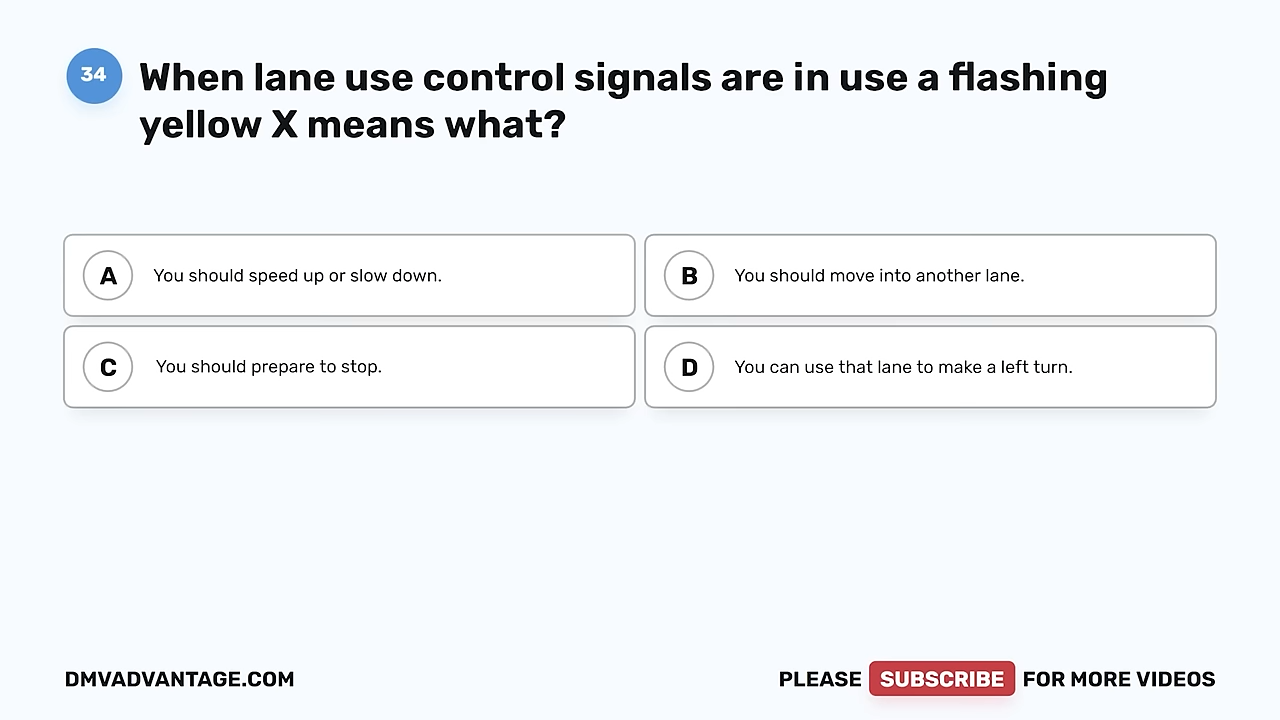 34
When lane use control signals are in use a flashing
yellow X means what?
A You should speed up or slow down.
B You should move into another lane.
C You should prepare to stop.
D You can use that lane to make a left turn.
DMVADVANTAGE.COM
PLEASE SUBSCRIBE FOR MORE VIDEOS